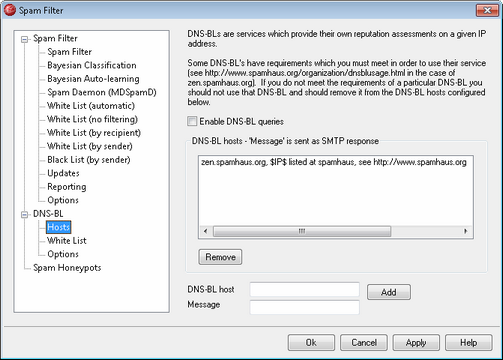 Spam Filter
Spam Filter
Spam Filter
Bayesian Classification
Bayesian Auto-learning
Spam Daemon (MDSpamD)
White List (automatic)
White List (no filtering)
White List (by recipient)
White List (by sender)
Black List (by sender)
Updates
Reporting
Options
DNS-BL
Hosts
White List
Options
Spam Honeypots
DNS-BLs are services which provide their own reputation assessments on a given IP
address.
Some DNS-BL's have requirements which you must meet in order to use their service
(see http://www.spamhaus.org/organization/dnsblusage.html in the case of
zen.spamhaus.org). If you do not meet the requirements of a particular DNS-BL you
should not use that DNS-BL and should remove it from the DNS-BL hosts configured
below.
Enable DNS-BL queries
DNS-BL hosts - 'Message' is sent as SMTP response
zen.spamhaus.org, $IP$ listed at spamhaus, see http://www.spamhaus.org
Remove
DNS-BL host
Add
Message
Ok
Cancel
Apply
Help